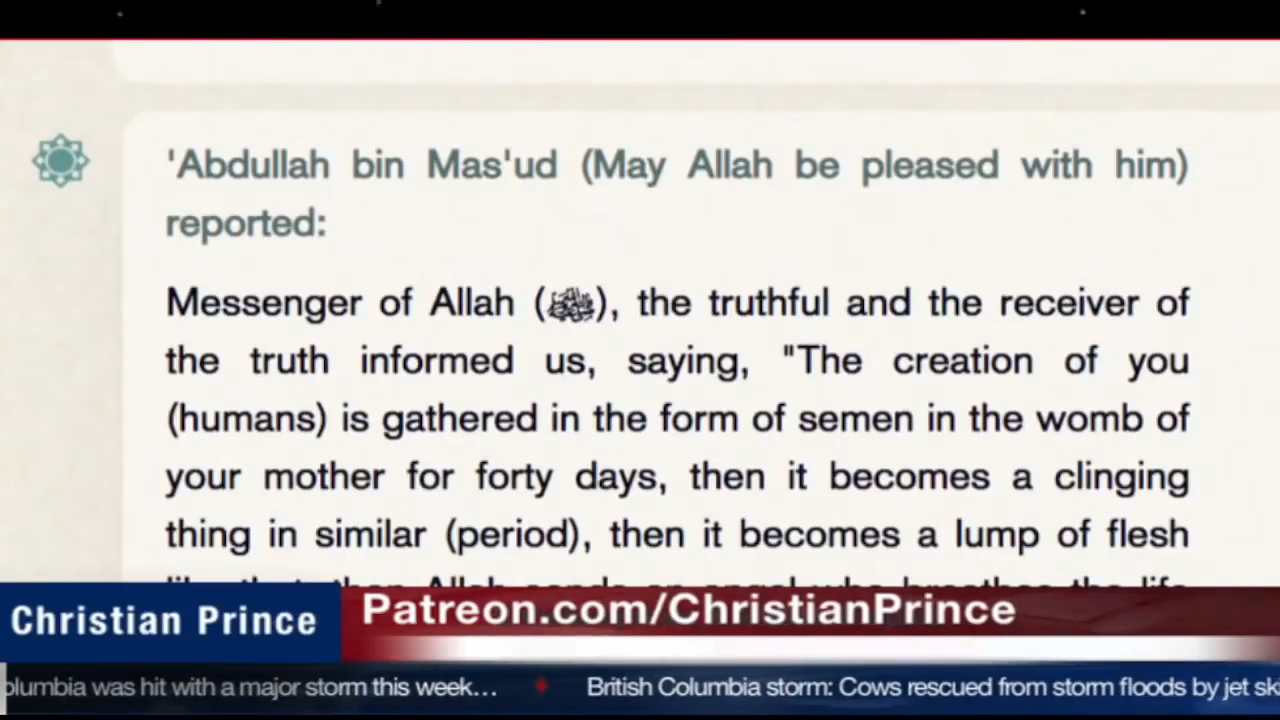 'Abdullah bin Mas'ud (May Allah be pleased with him)
reported:
Messenger of Allah (ﷺ), the truthful and the receiver of
the truth informed us, saying, "The creation of you
(humans) is gathered in the form of semen in the womb of
your mother for forty days, then it becomes a clinging
thing in similar (period), then it becomes a lump of flesh
Christian Prince
Patreon.com/ChristianPrince
olumbia was hit with a major storm this week... British Columbia storm: Cows rescued from storm floods by jet sk